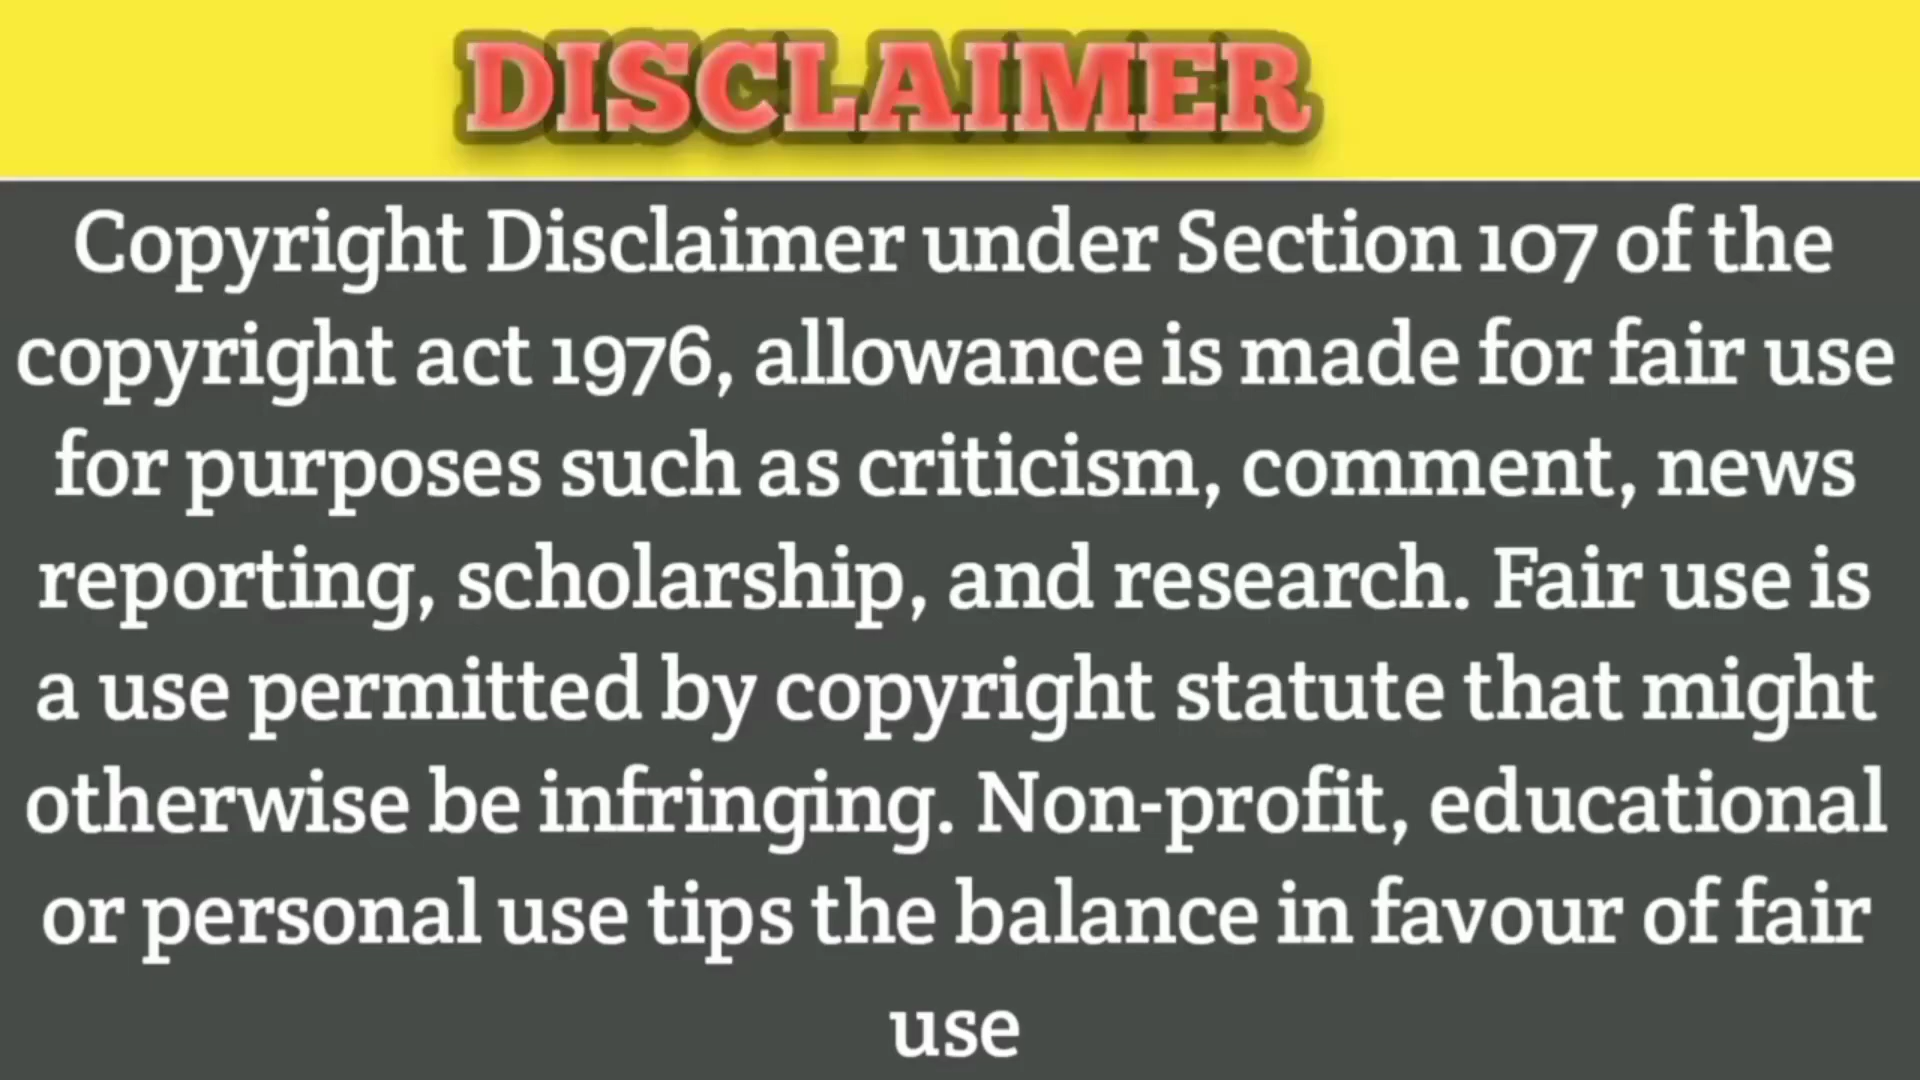 DISCLAIMER
Copyright Disclaimer under Section 107 of the
copyright act 1976, allowance is made for fair use
for purposes such as criticism, comment, news
reporting, scholarship, and research. Fair use is
a use permitted by copyright statute that might
otherwise be infringing. Non-profit, educational
or personal use tips the balance in favour of fair
use